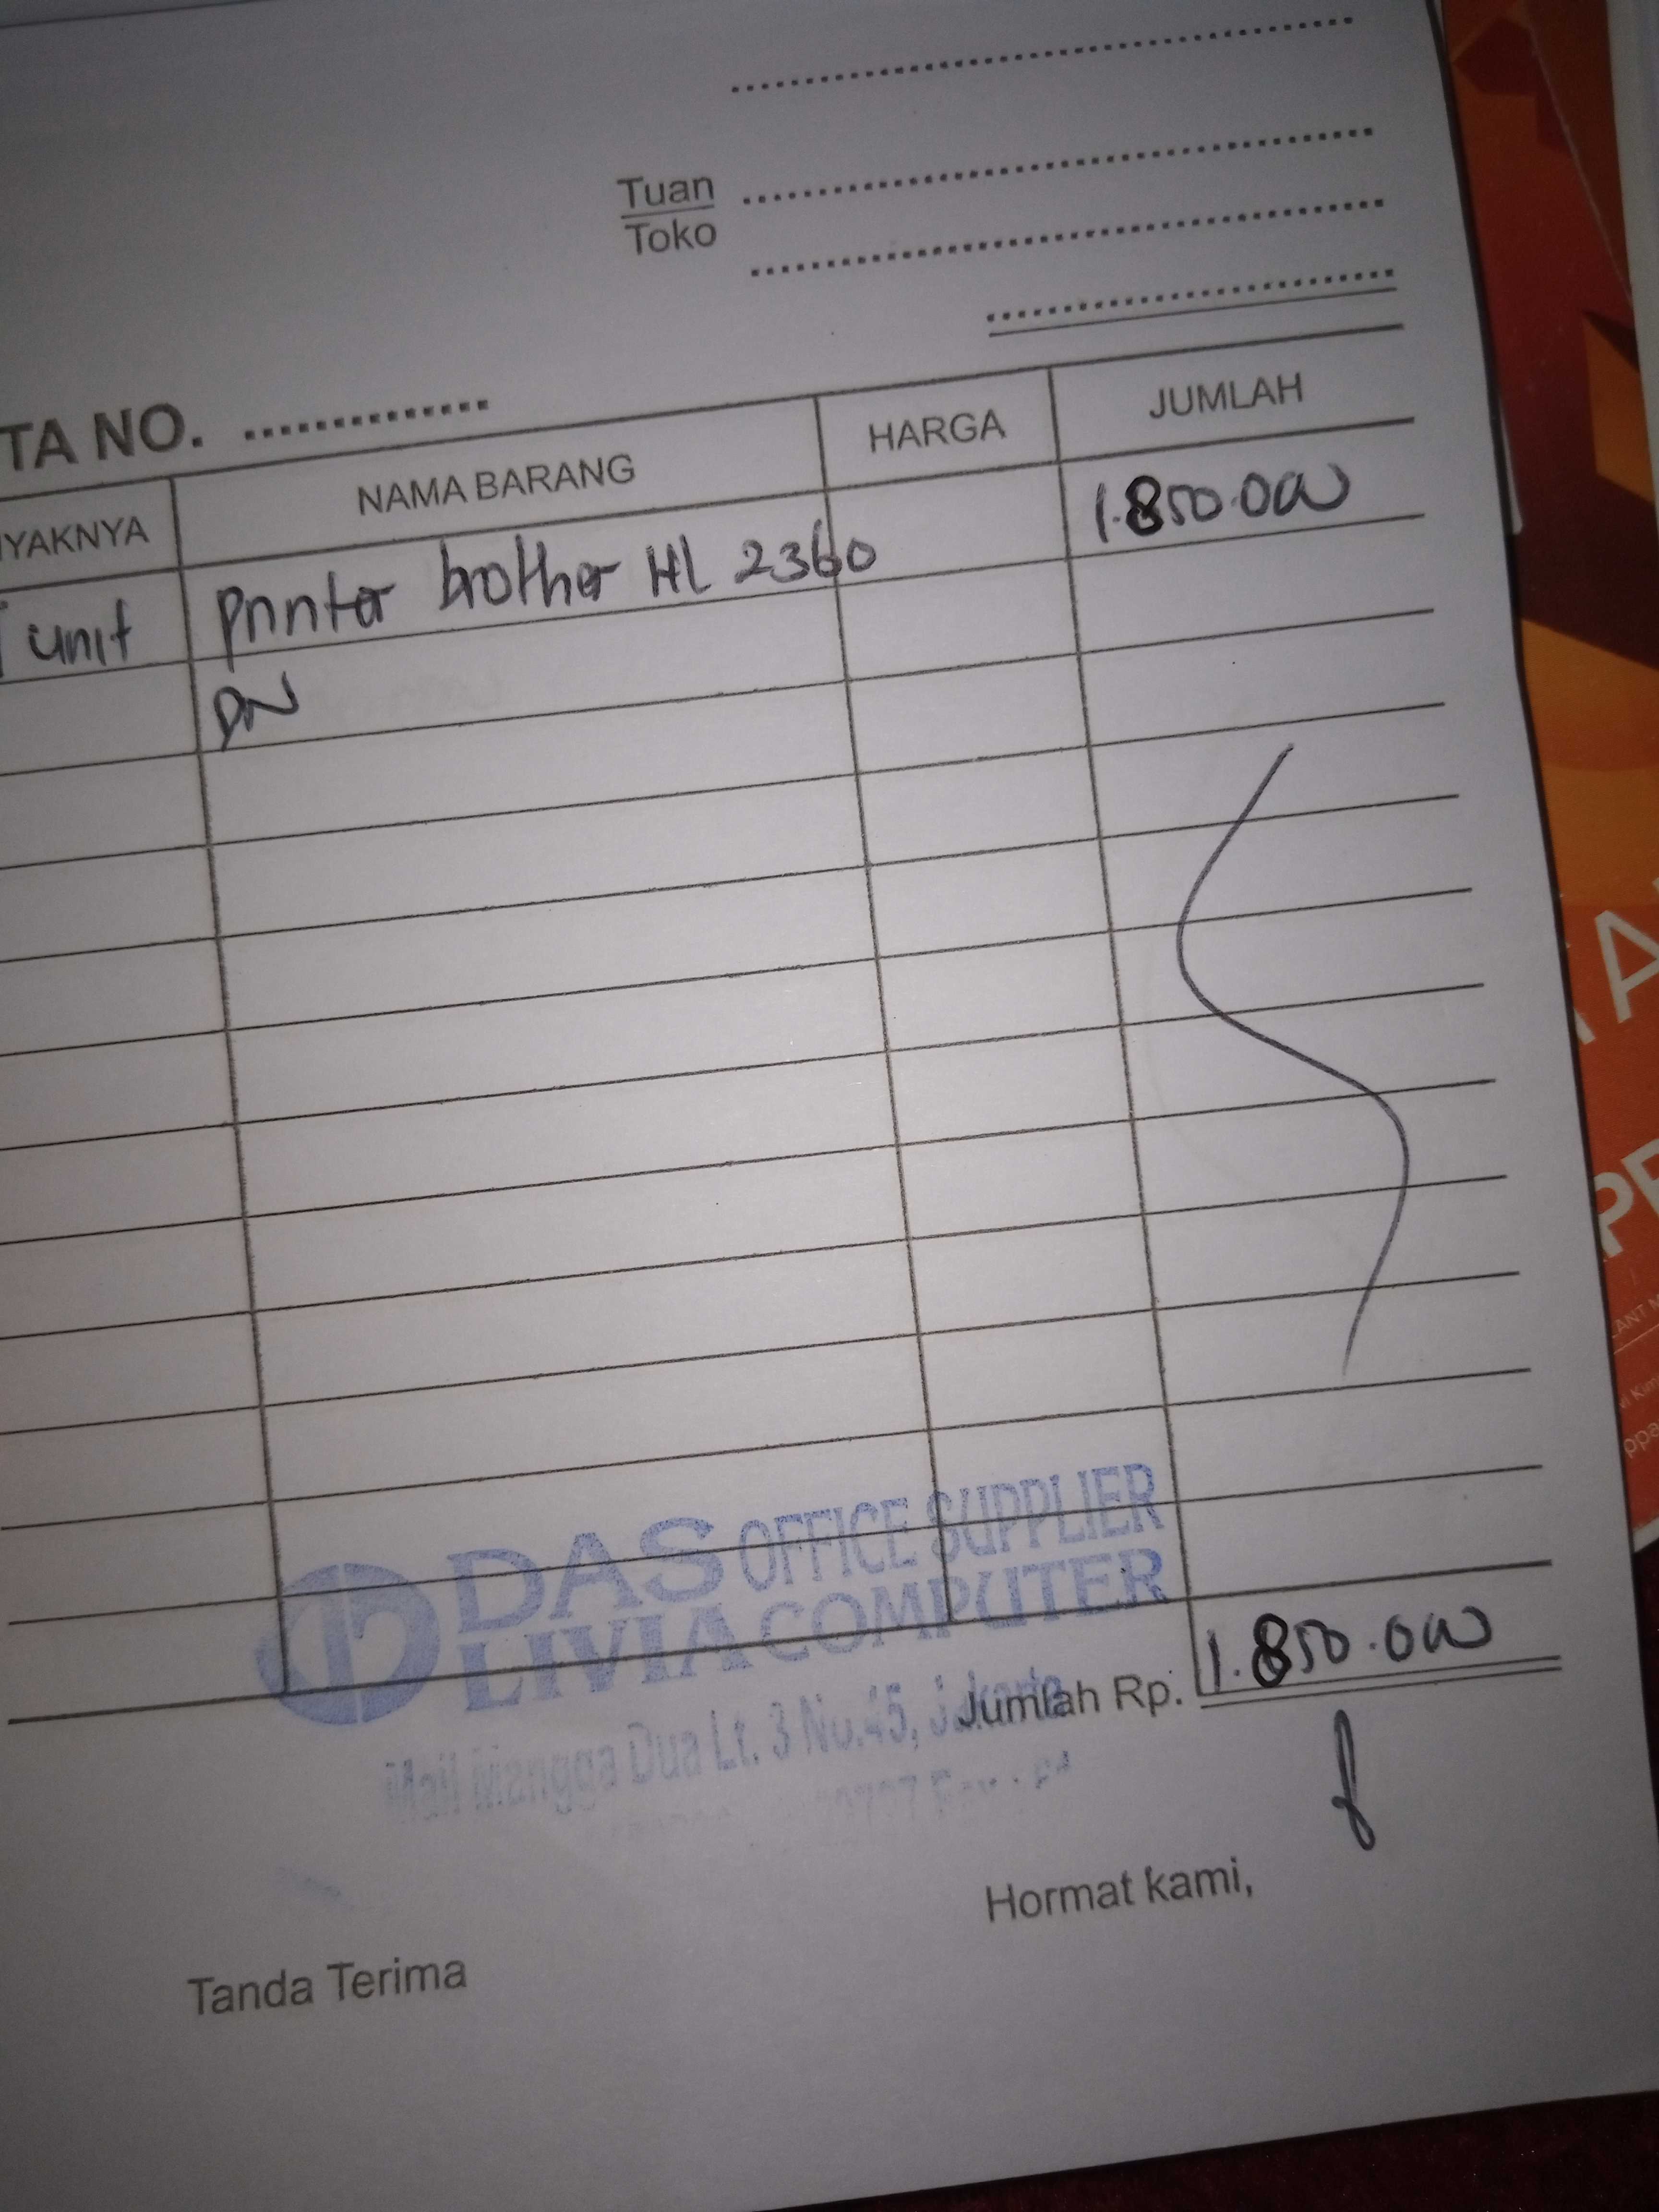 Tuan
Toko
TA NO. ..............
YAKNYA NAMA BARANG HARGA JUMLAH
unit Printer brother HL 2360 1.850.000
DN
DAS OFFICE SUPPLIER
LIVIA COMPUTER
Mall Mangga Dua Lt. 3 No.45, Jakarta
Jumlah Rp. 1.850.000
Hormat kami,
Tanda Terima
TA
PP